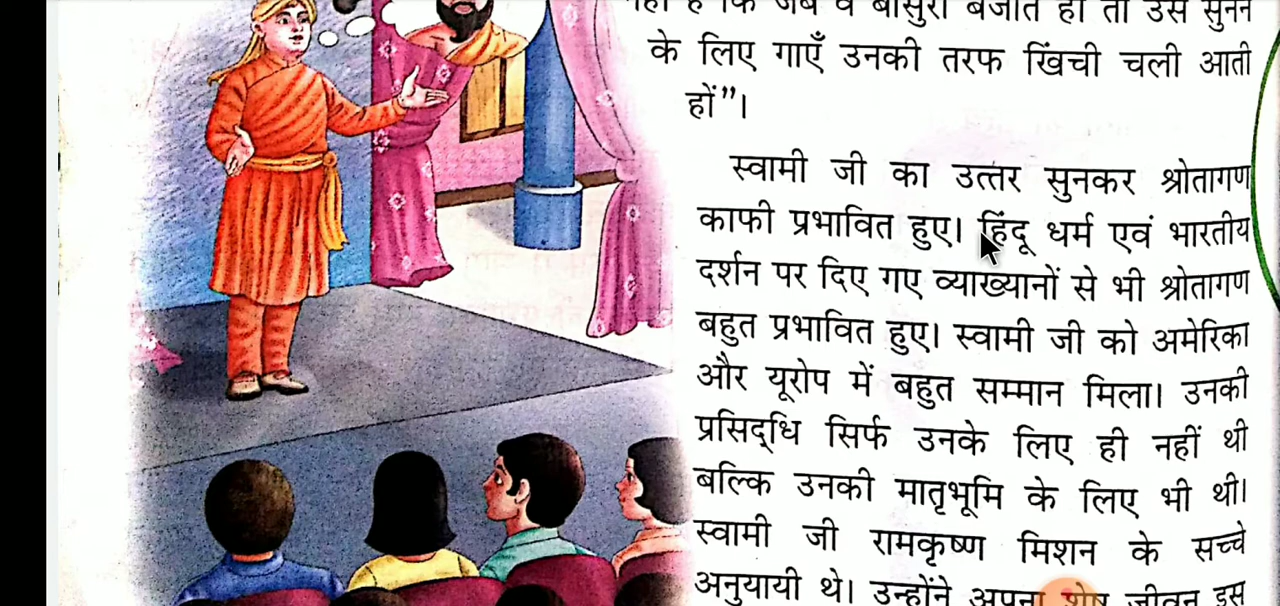 के लिए गाएँ उनकी तरफ खिंची चली आती
हों”।
स्वामी जी का उत्तर सुनकर श्रोतागण
काफी प्रभावित हुए। हिंदू धर्म एवं भारतीय
दर्शन पर दिए गए व्याख्यानों से भी श्रोतागण
बहुत प्रभावित हुए। स्वामी जी को अमेरिका
और यूरोप में बहुत सम्मान मिला। उनकी
प्रसिद्धि सिर्फ उनके लिए ही नहीं थी
बल्कि उनकी मातृभूमि के लिए भी थी।
स्वामी जी रामकृष्ण मिशन के सच्चे
अनुयायी थे। उन्होंने अपना शेष जीवन इस